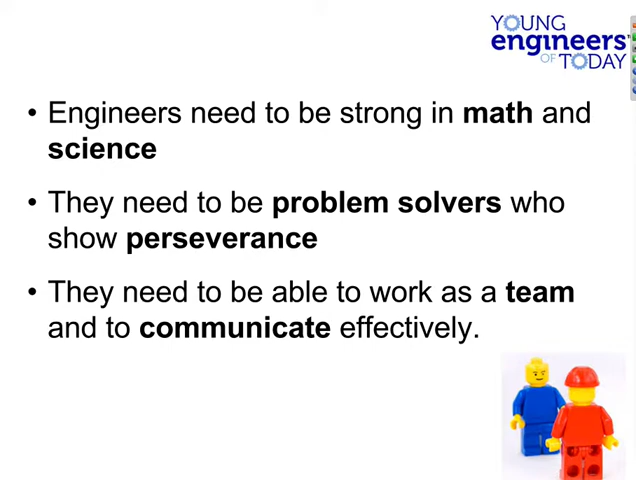 YOUNG
engineers
OF TODAY
• Engineers need to be strong in math and
science
• They need to be problem solvers who
show perseverance
• They need to be able to work as a team
and to communicate effectively.